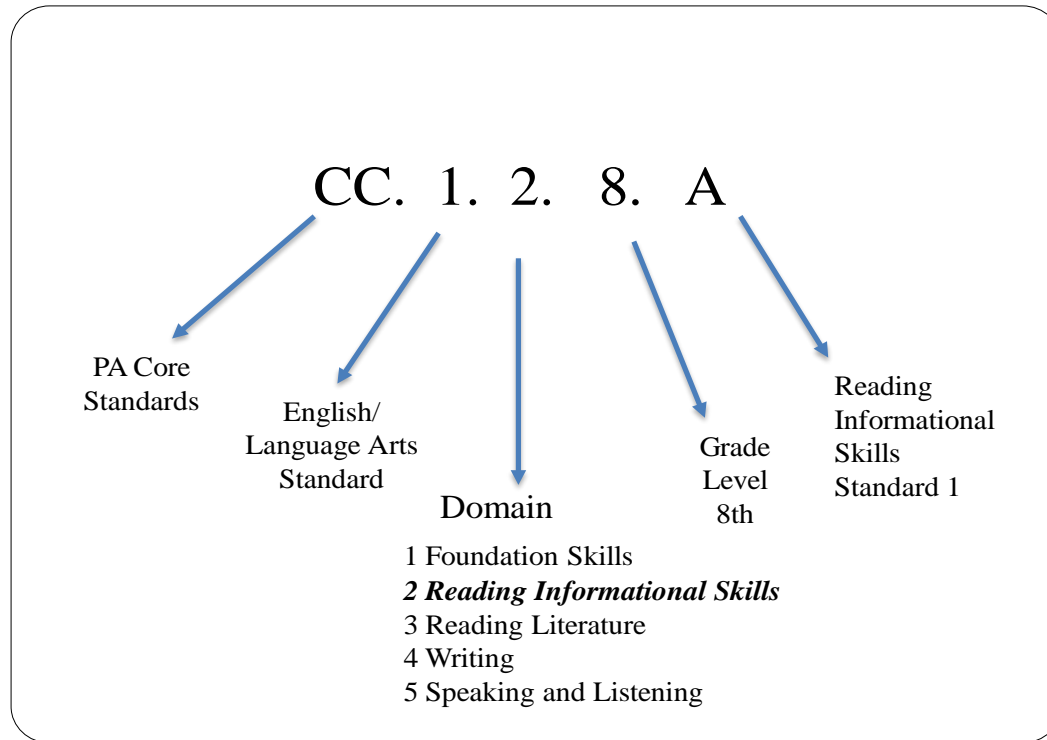 CC. 1. 2. 8. A
PA Core
Standards
English/
Language Arts
Standard
Domain
1 Foundation Skills
2 Reading Informational Skills
3 Reading Literature
4 Writing
5 Speaking and Listening
Grade
Level
8th
Reading
Informational
Skills
Standard 1